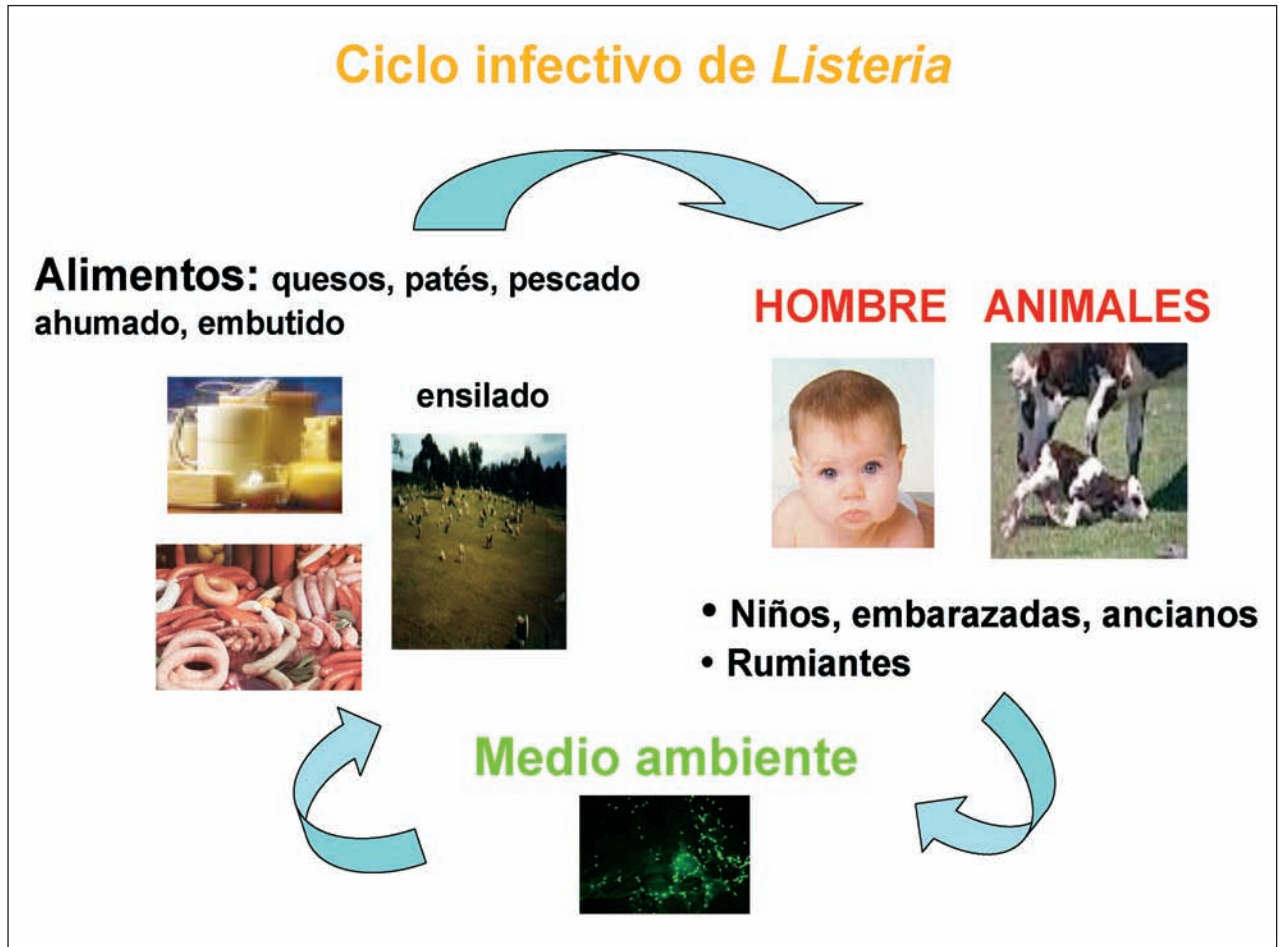 Ciclo infectivo de Listeria
Alimentos: quesos, patés, pescado
ahumado, embutido
ensilado
HOMBRE ANIMALES
• Niños, embarazadas, ancianos
• Rumiantes
Medio ambiente